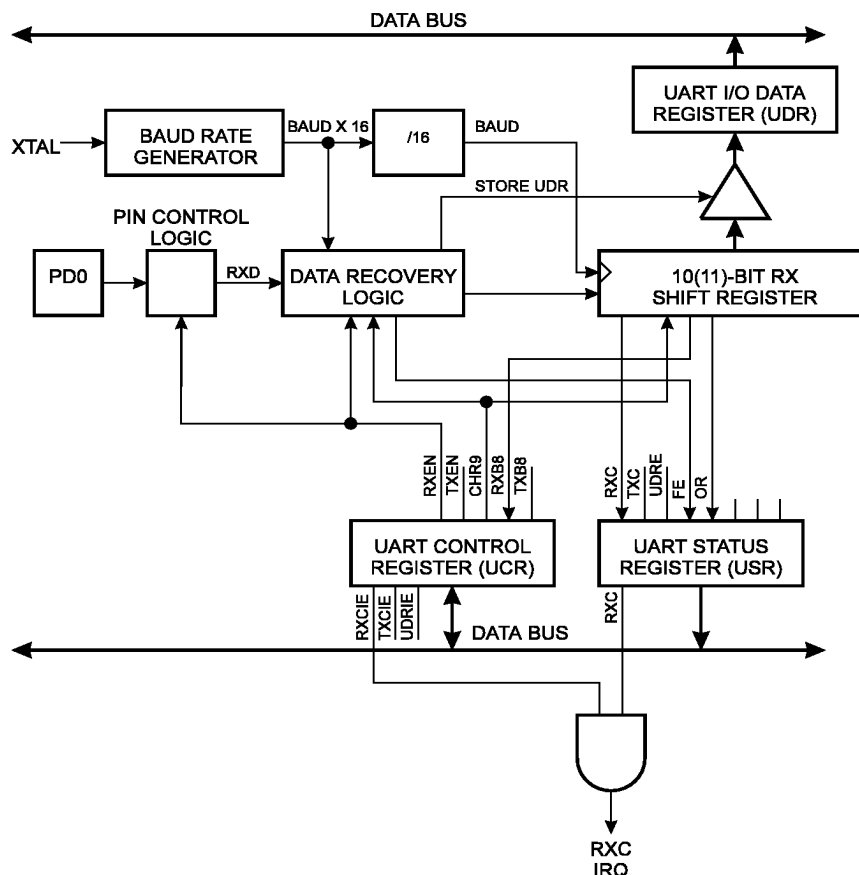 DATA BUS
UART I/O DATA
REGISTER (UDR)
XTAL
BAUD RATE
GENERATOR
BAUD X 16
/16
BAUD
STORE UDR
PIN CONTROL
LOGIC
PD0
RXD
DATA RECOVERY
LOGIC
10(11)-BIT RX
SHIFT REGISTER
RXEN
TXEN
CHR9
RXB8
TXB8
RXC
TXC
UDRE
FE
OR
UART CONTROL
REGISTER (UCR)
UART STATUS
REGISTER (USR)
RXCIE
TXCIE
UDRIE
RXC
DATA BUS
RXC
IRQ